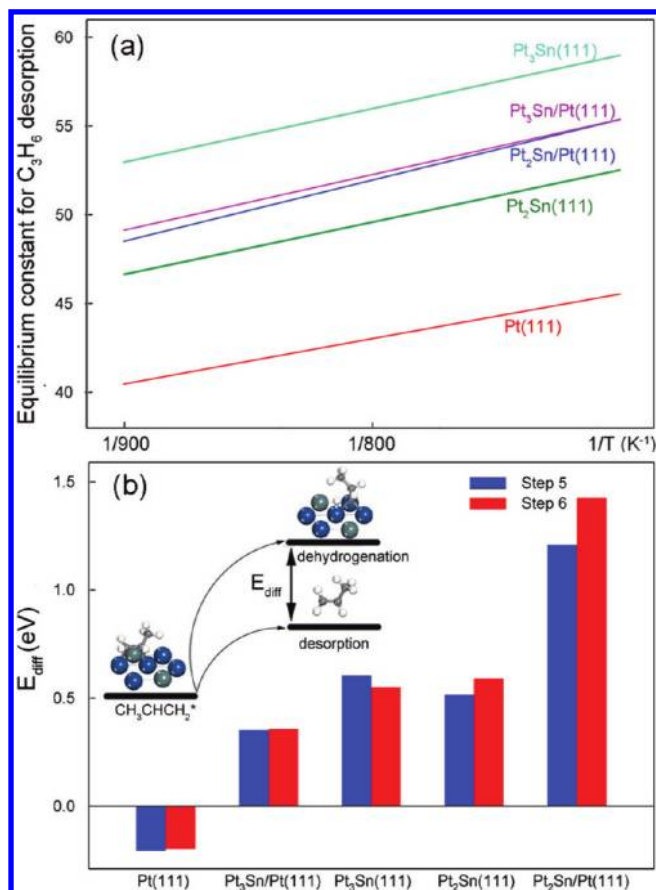 (a)
Equilibrium constant for C₃H₆ desorption
60
55
50
45
40
Pt₃Sn(111)
Pt₃Sn/Pt(111)
Pt₂Sn/Pt(111)
Pt₂Sn(111)
Pt(111)
1/900
1/800
1/T (K⁻¹)
(b)
E_diff (eV)
1.5
1.0
0.5
0.0
Step 5
Step 6
dehydrogenation
E_diff
desorption
CH₃CHCH₂*
Pt(111)
Pt₃Sn/Pt(111)
Pt₃Sn(111)
Pt₂Sn(111)
Pt₂Sn/Pt(111)